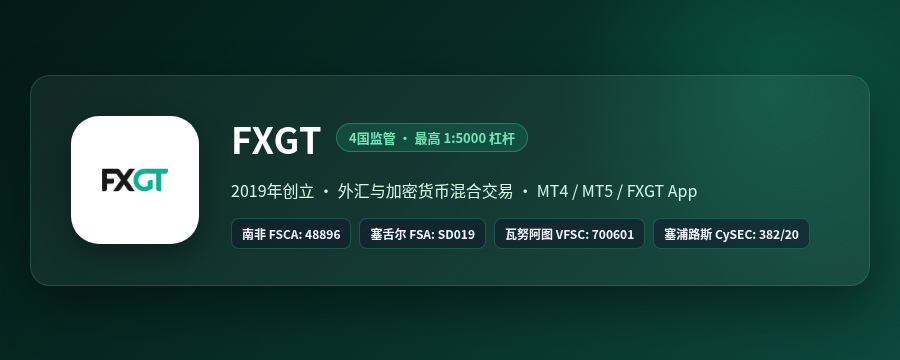 FXGT
FXGT
4国监管 · 最高 1:5000 杠杆
2019年创立 · 外汇与加密货币混合交易 · MT4 / MT5 / FXGT App
南非 FSCA: 48896
塞舌尔 FSA: SD019
瓦努阿图 VFSC: 700601
塞浦路斯 CySEC: 382/20